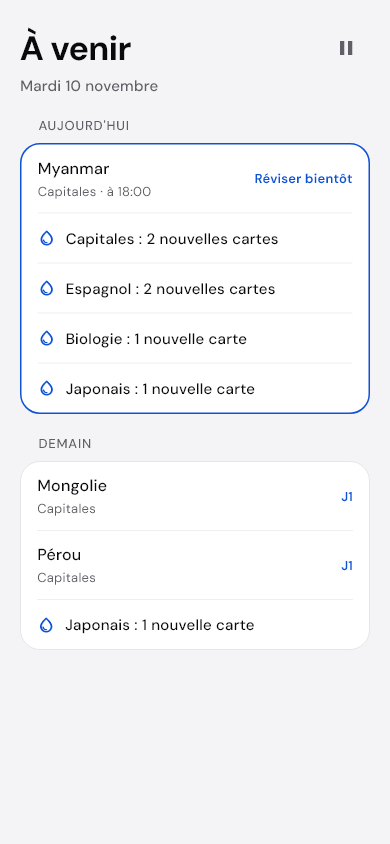 À venir
Mardi 10 novembre
AUJOURD'HUI
Myanmar
Capitales · à 18:00
Réviser bientôt
Capitales : 2 nouvelles cartes
Espagnol : 2 nouvelles cartes
Biologie : 1 nouvelle carte
Japonais : 1 nouvelle carte
DEMAIN
Mongolie
Capitales
J1
Pérou
Capitales
J1
Japonais : 1 nouvelle carte